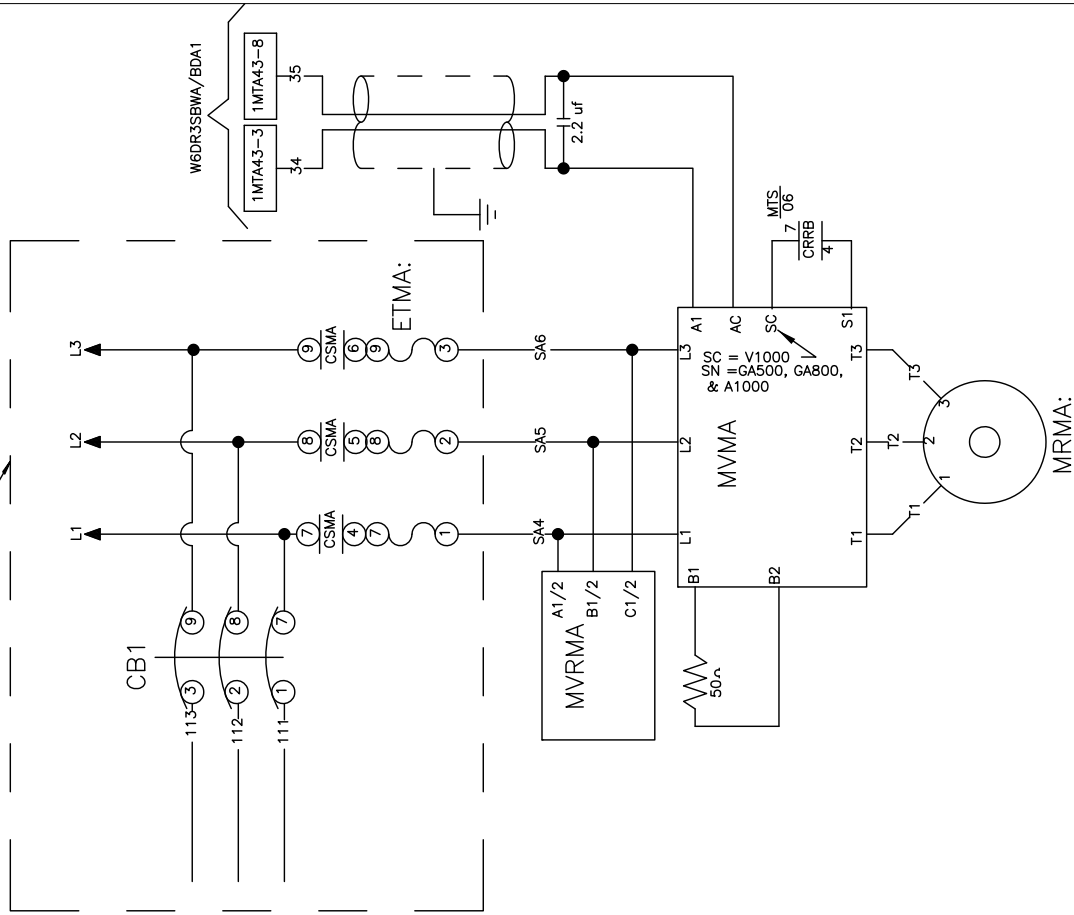 W6DR3SBWA/BDA1
1MTA43-3
1MTA43-8
34
35
2.2 uf
L1
L2
L3
CB1
113
3
9
112
2
8
111
1
7
7
CSMA
4
7
1
8
CSMA
5
8
2
9
CSMA
6
9
3
ETMA:
SA4
SA5
SA6
MVRMA
A1/2
B1/2
C1/2
MTS
06
7
CRRB
4
L1
L2
L3
A1
AC
SC
S1
SC = V1000
SN =GA500, GA800,
& A1000
MVMA
B1
B2
50Ω
T1
T2
T3
T1
T2
T3
1
2
3
MRMA: